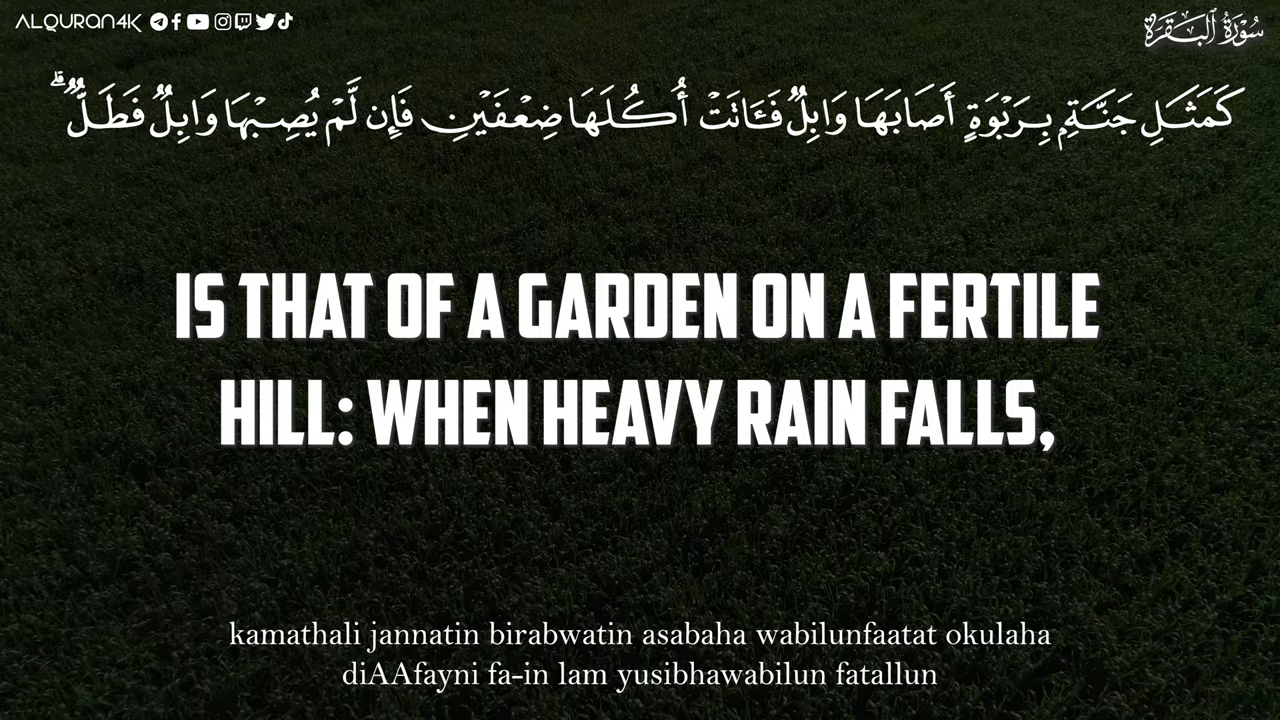 ALQURAN4K
سُورَةُ ٱلْبَقَرَةِ
كَمَثَلِ جَنَّةٍۭ بِرَبْوَةٍ أَصَابَهَا وَابِلٌۭ فَـَٔاتَتْ أُكُلَهَا ضِعْفَيْنِ فَإِن لَّمْ يُصِبْهَا وَابِلٌۭ فَطَلٌّۭ ۗ
IS THAT OF A GARDEN ON A FERTILE
HILL: WHEN HEAVY RAIN FALLS,
kamathali jannatin birabwatin asabaha wabilunfaatat okulaha
diAAfayni fa-in lam yusibhawabilun fatallun